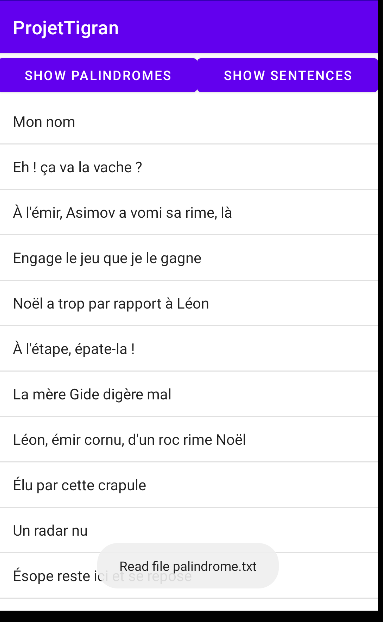 ProjetTigran
SHOW PALINDROMES SHOW SENTENCES
Mon nom
Eh ! ça va la vache ?
À l'émir, Asimov a vomi sa rime, là
Engage le jeu que je le gagne
Noël a trop par rapport à Léon
À l'étape, épate-la !
La mère Gide digère mal
Léon, émir cornu, d'un roc rime Noël
Élu par cette crapule
Un radar nu
Read file palindrome.txt
Ésope reste ici et se repose